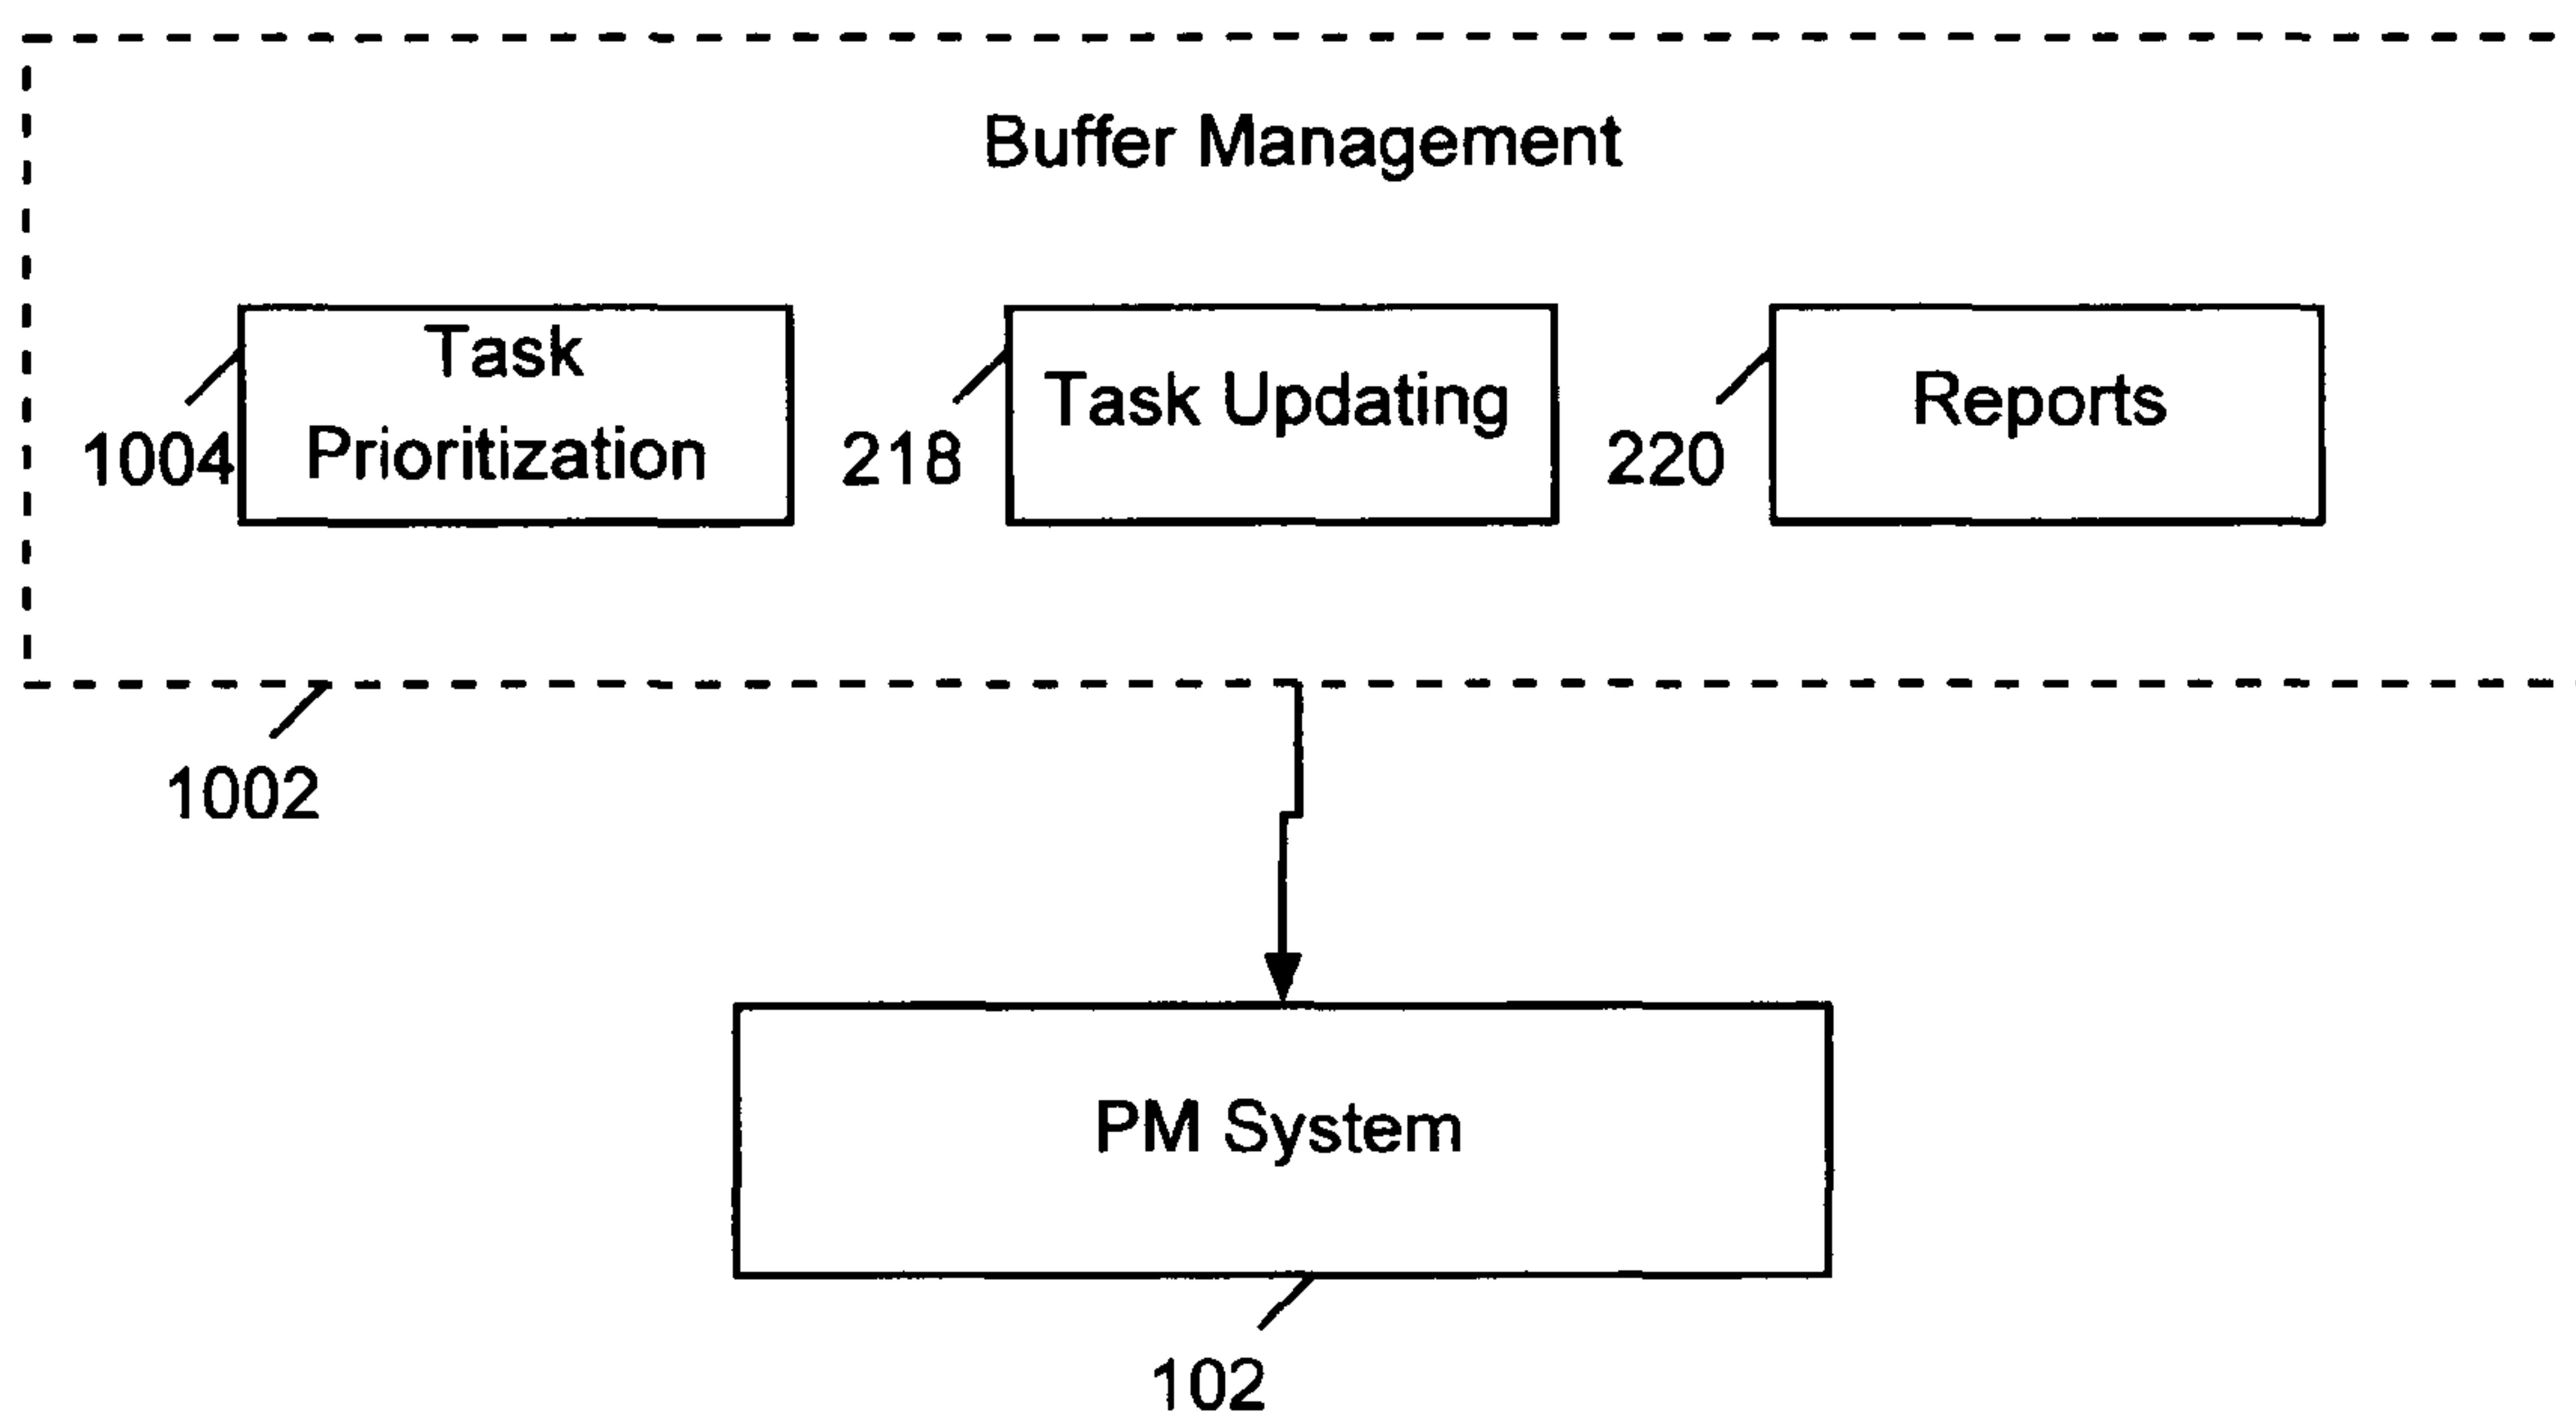 Buffer Management
Task
Prioritization
1004
Task Updating
218
Reports
220
1002
PM System
102